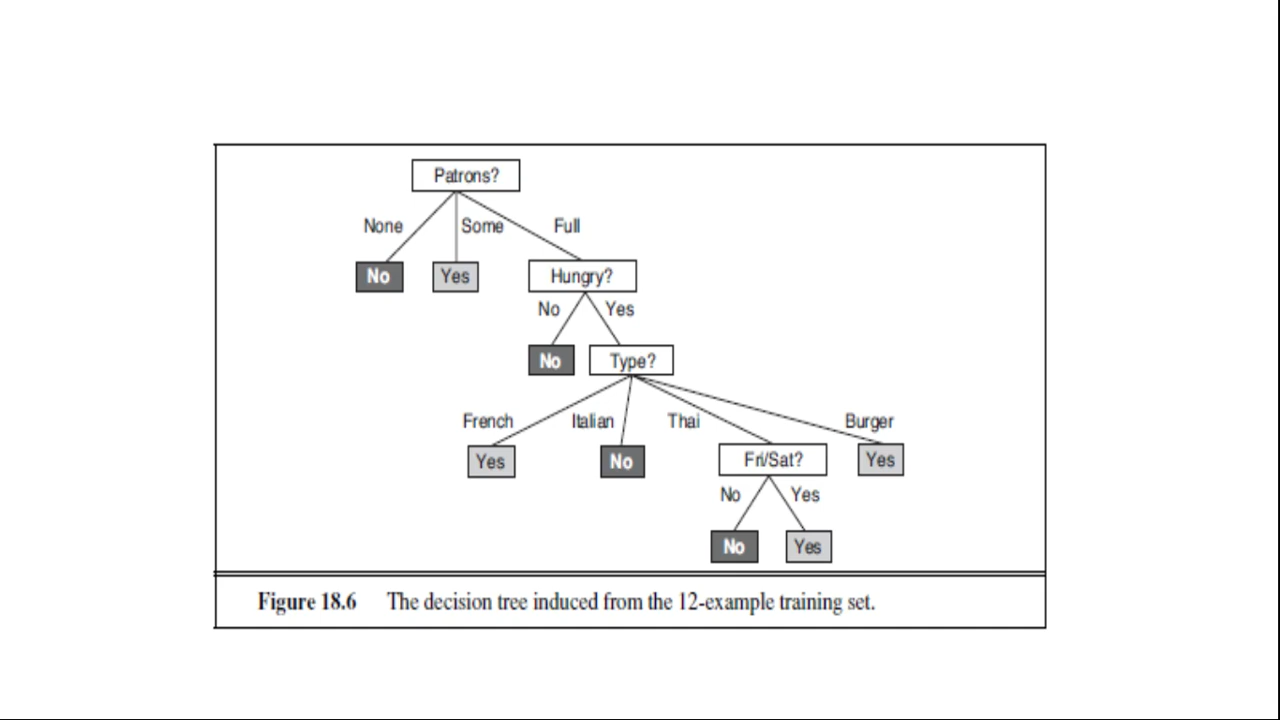 Patrons?
None Some Full
No Yes Hungry?
No Yes
No Type?
French Italian Thai Burger
Yes No Fri/Sat? Yes
No Yes
No Yes
Figure 18.6 The decision tree induced from the 12-example training set.